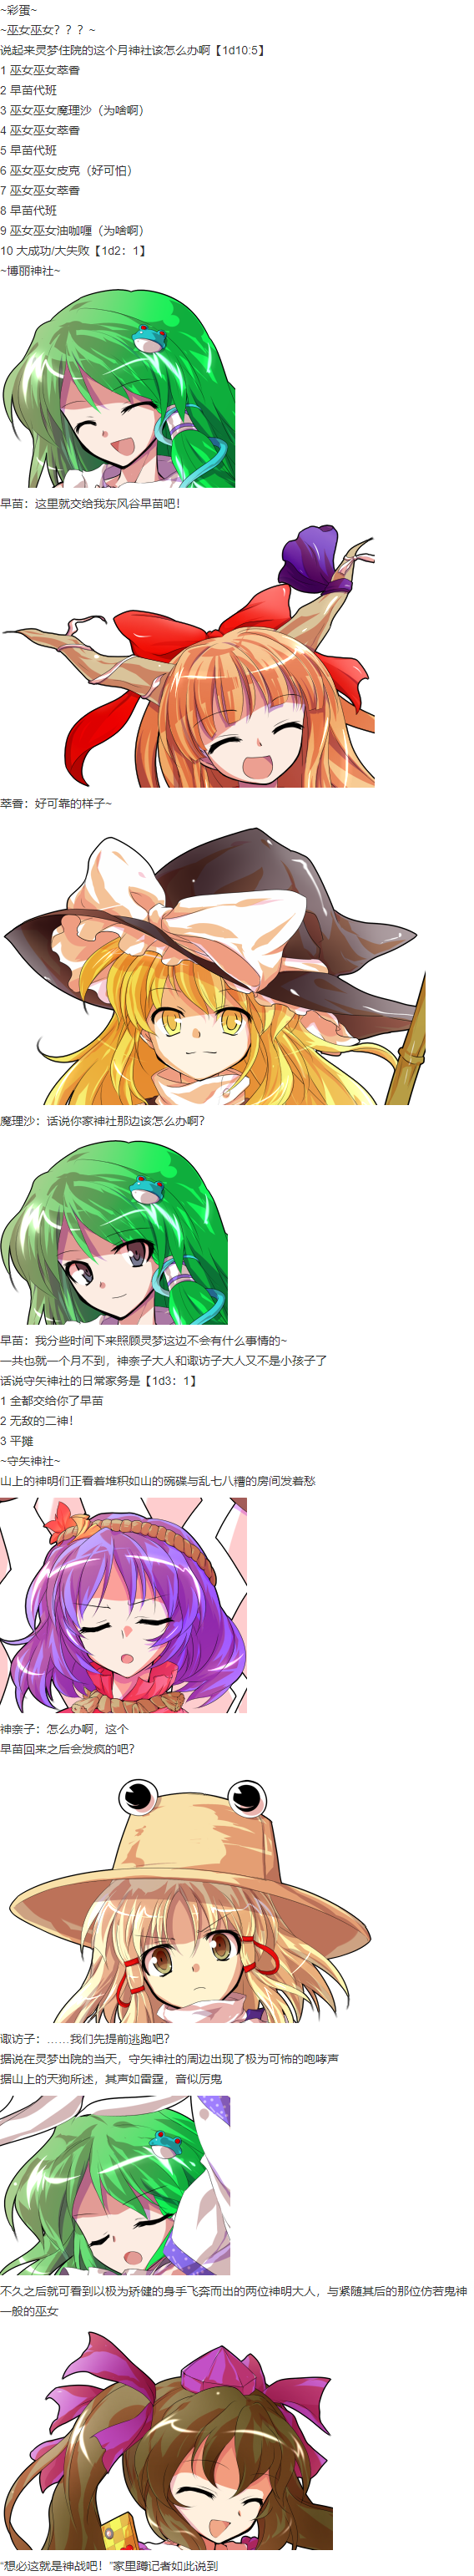 ~彩蛋~
~巫女巫女？？？~
说起来灵梦住院的这个月神社该怎么办啊【1d10:5】
1 巫女巫女萃香
2 早苗代班
3 巫女巫女魔理沙（为啥啊）
4 巫女巫女萃香
5 早苗代班
6 巫女巫女皮克（好可怕）
7 巫女巫女萃香
8 早苗代班
9 巫女巫女油咖喱（为啥啊）
10 大成功/大失败【1d2：1】
~博丽神社~
早苗：这里就交给我东风谷早苗吧！
萃香：好可靠的样子~
魔理沙：话说你家神社那边该怎么办啊？
早苗：我分些时间下来照顾灵梦这边不会有什么事情的~
一共也就一个月不到，神奈子大人和诹访子大人又不是小孩子了
话说守矢神社的日常家务是【1d3：1】
1 全都交给你了早苗
2 无敌的二神！
3 平摊
~守矢神社~
山上的神明们正看着堆积如山的碗碟与乱七八糟的房间发着愁
神奈子：怎么办啊，这个
早苗回来之后会发疯的吧？
诹访子：……我们先提前逃跑吧？
据说在灵梦出院的当天，守矢神社的周边出现了极为可怖的咆哮声
据山上的天狗所述，其声如雷霆，音似厉鬼
不久之后就可看到以极为矫健的身手飞奔而出的两位神明大人，与紧随其后的那位仿若鬼神
一般的巫女
“想必这就是神战吧！”家里蹲记者如此说到